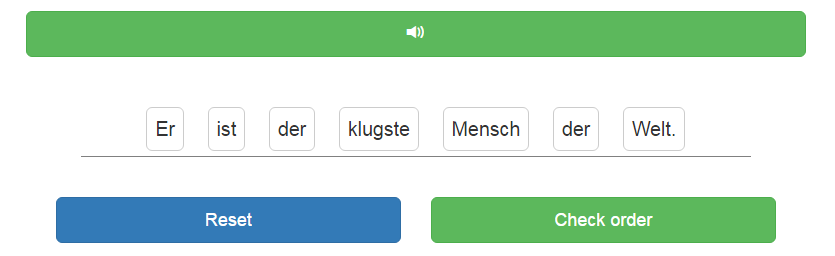 Er ist der klugste Mensch der Welt.
Reset Check order